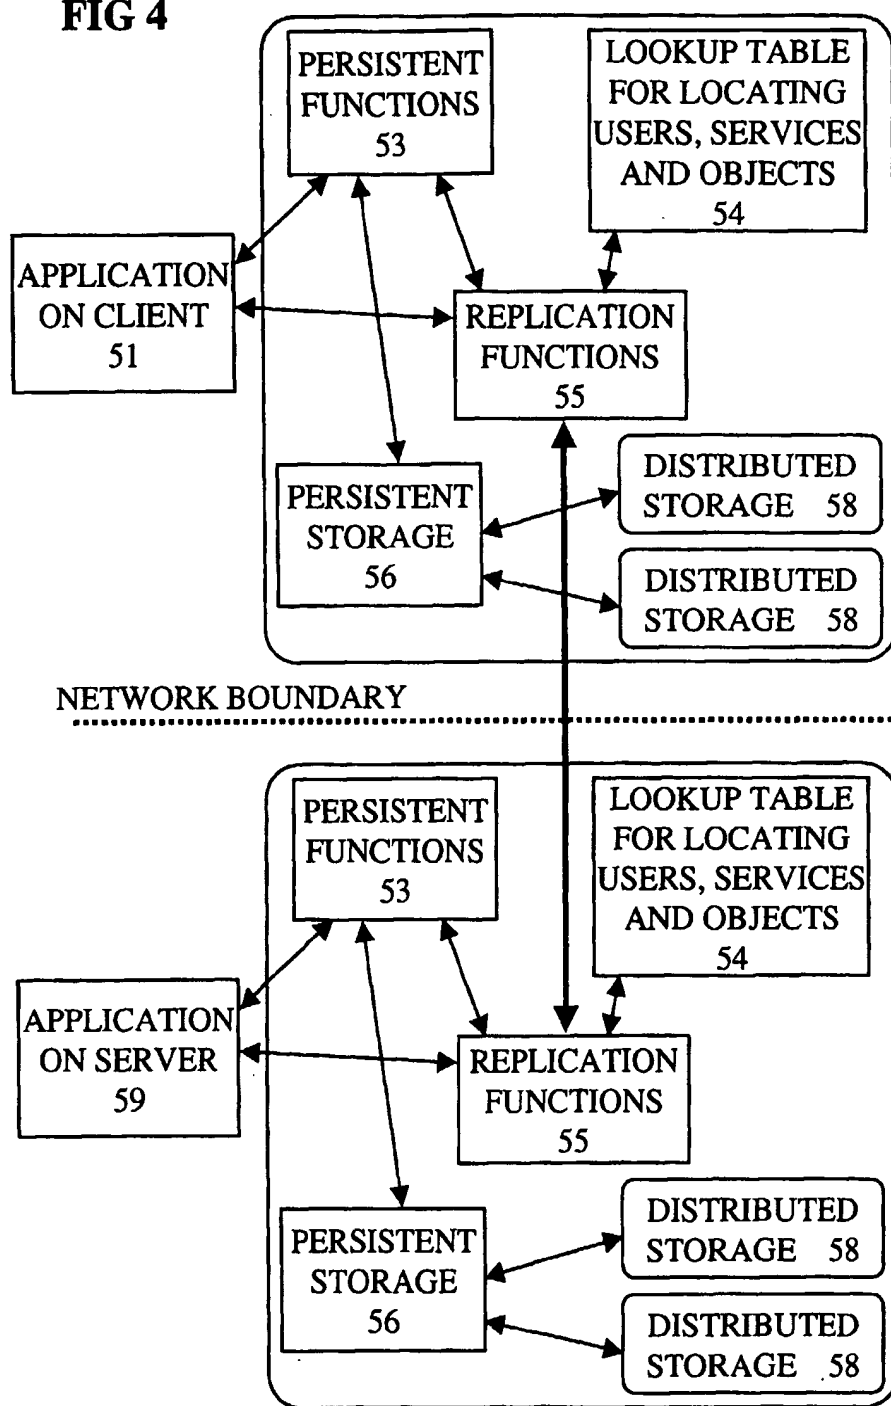 FIG 4
PERSISTENT
FUNCTIONS
53
LOOKUP TABLE
FOR LOCATING
USERS, SERVICES
AND OBJECTS
54
APPLICATION
ON CLIENT
51
REPLICATION
FUNCTIONS
55
PERSISTENT
STORAGE
56
DISTRIBUTED
STORAGE 58
DISTRIBUTED
STORAGE 58
NETWORK BOUNDARY
PERSISTENT
FUNCTIONS
53
LOOKUP TABLE
FOR LOCATING
USERS, SERVICES
AND OBJECTS
54
APPLICATION
ON SERVER
59
REPLICATION
FUNCTIONS
55
PERSISTENT
STORAGE
56
DISTRIBUTED
STORAGE 58
DISTRIBUTED
STORAGE 58